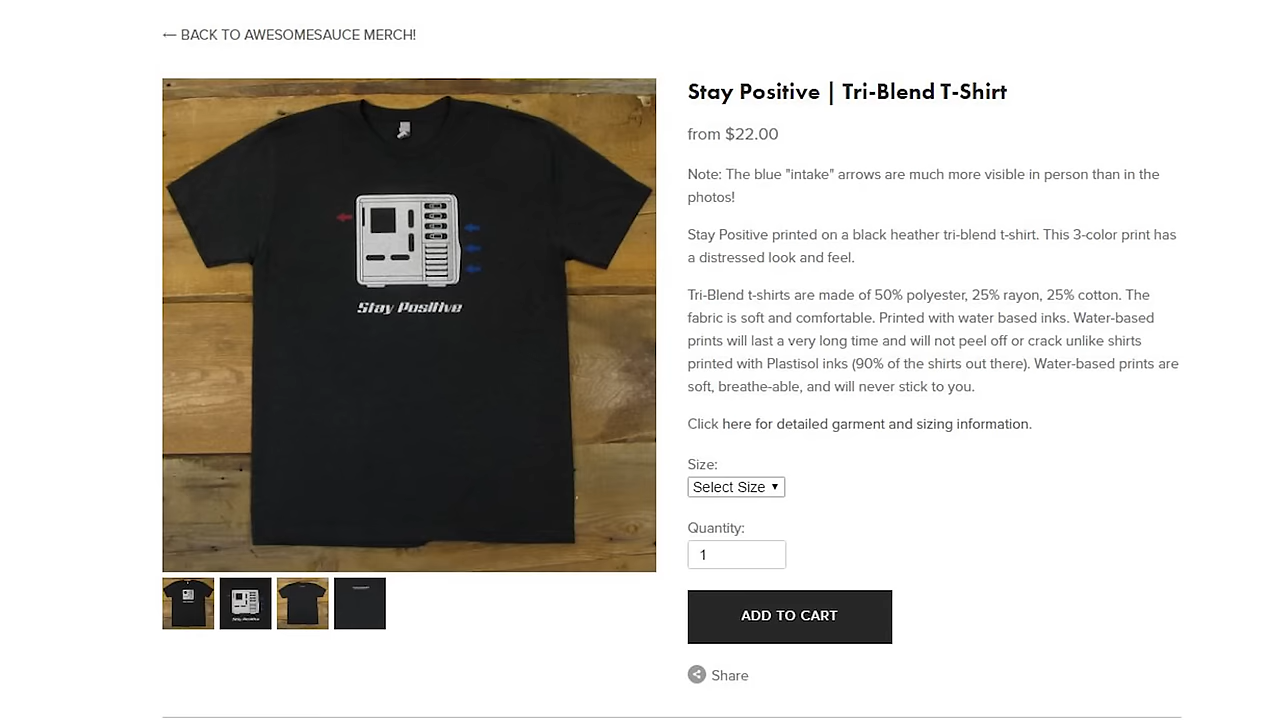 ← BACK TO AWESOMESAUCE MERCH!
Stay Positive
Stay Positive | Tri-Blend T-Shirt
from $22.00
Note: The blue "intake" arrows are much more visible in person than in the
photos!
Stay Positive printed on a black heather tri-blend t-shirt. This 3-color print has
a distressed look and feel.
Tri-Blend t-shirts are made of 50% polyester, 25% rayon, 25% cotton. The
fabric is soft and comfortable. Printed with water based inks. Water-based
prints will last a very long time and will not peel off or crack unlike shirts
printed with Plastisol inks (90% of the shirts out there). Water-based prints are
soft, breathe-able, and will never stick to you.
Click here for detailed garment and sizing information.
Size:
Select Size ▼
Quantity:
1
ADD TO CART
Share